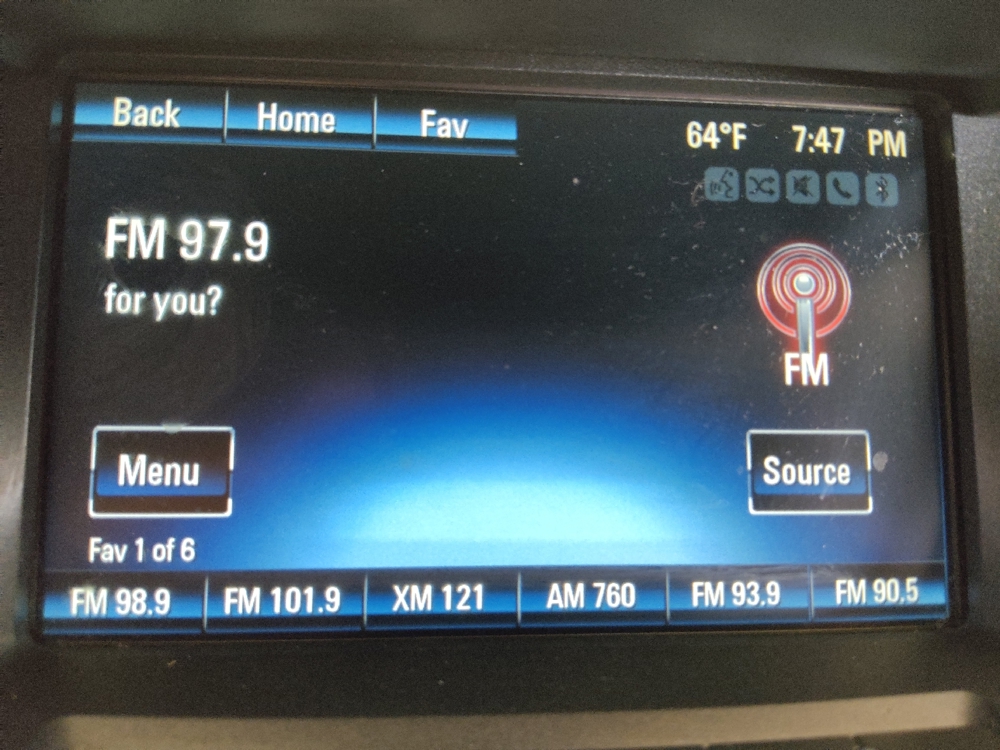 Back Home Fav
64°F 7:47 PM
FM 97.9
for you?
FM
Menu
Source
Fav 1 of 6
FM 98.9 FM 101.9 XM 121 AM 760 FM 93.9 FM 90.5